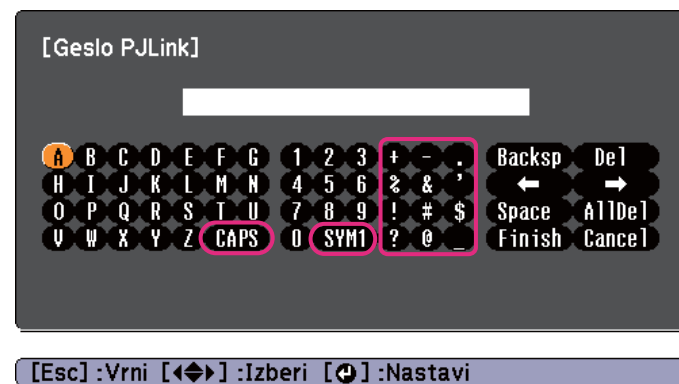 [Geslo PJLink]
A B C D E F G 1 2 3 + - . Backsp Del
H I J K L M N 4 5 6 % & ' ← →
O P Q R S T U 7 8 9 ! # $ Space AllDel
V W X Y Z CAPS 0 SYM1 ? @ _ Finish Cancel
[Esc] :Vrni [◀◆▶] :Izberi [↵] :Nastavi